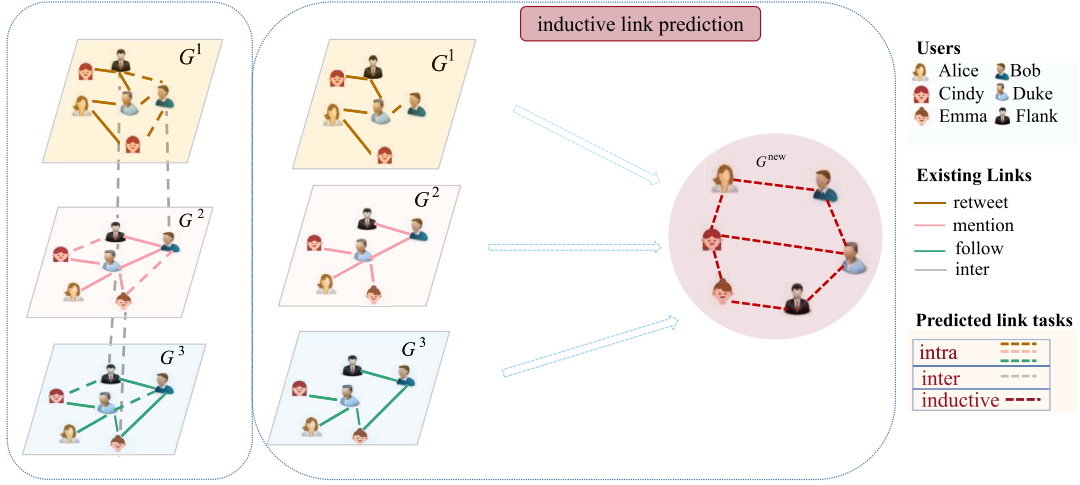 inductive link prediction
G1
G2
G3
G1
G2
G3
Gnew
Users
Alice Bob
Cindy Duke
Emma Flank
Existing Links
retweet
mention
follow
inter
Predicted link tasks
intra
inter
inductive